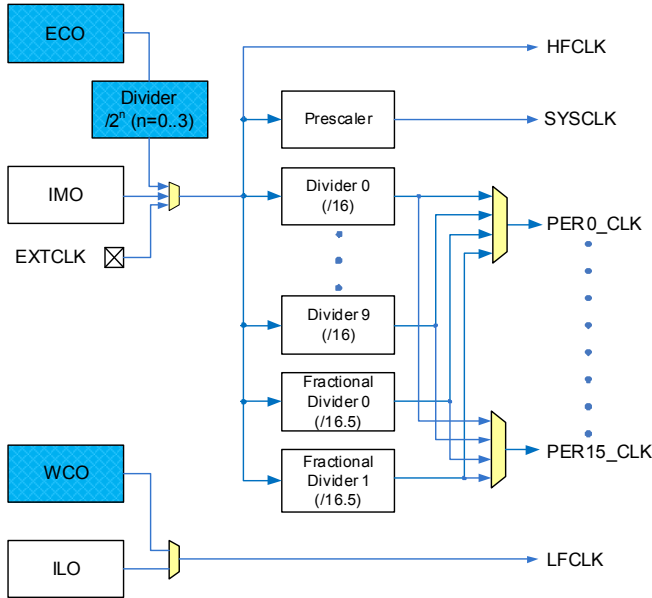 ECO
HFCLK
Divider
/2ⁿ (n=0..3)
Prescaler
SYSCLK
IMO
Divider 0
(/16)
PER0_CLK
EXTCLK
Divider 9
(/16)
Fractional
Divider 0
(/16.5)
WCO
Fractional
Divider 1
(/16.5)
PER15_CLK
ILO
LFCLK